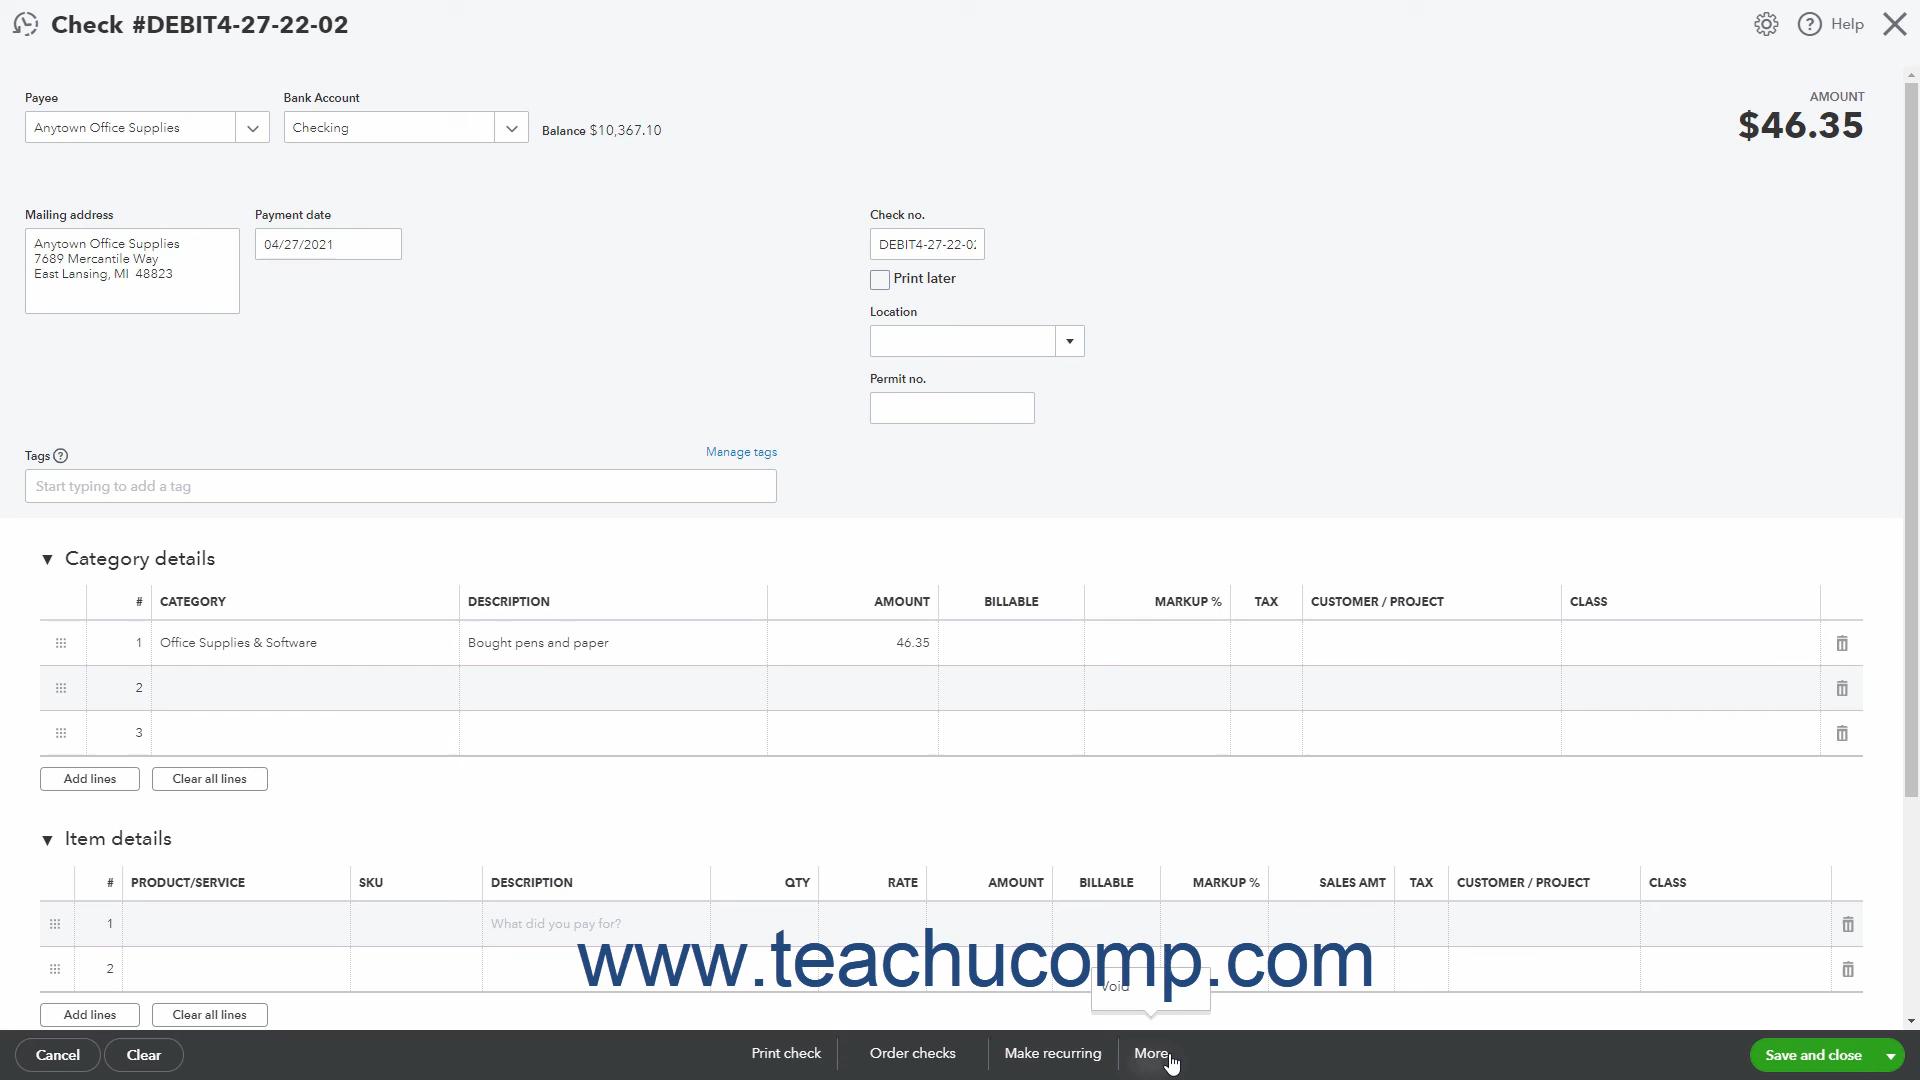 Check #DEBIT4-27-22-02
Help
Payee
Bank Account
AMOUNT
Anytown Office Supplies
Checking
Balance $10,367.10
$46.35
Mailing address
Payment date
Check no.
Anytown Office Supplies
7689 Mercantile Way
East Lansing, MI 48823
04/27/2021
DEBIT4-27-22-02
Print later
Location
Permit no.
Tags
Manage tags
Start typing to add a tag
Category details
# CATEGORY DESCRIPTION AMOUNT BILLABLE MARKUP % TAX CUSTOMER / PROJECT CLASS
1 Office Supplies & Software Bought pens and paper 46.35
2
3
Add lines
Clear all lines
Item details
# PRODUCT/SERVICE SKU DESCRIPTION QTY RATE AMOUNT BILLABLE MARKUP % SALES AMT TAX CUSTOMER / PROJECT CLASS
1 What did you pay for?
www.teachucomp.com
2
Void
Add lines
Clear all lines
Cancel
Clear
Print check
Order checks
Make recurring
More
Save and close